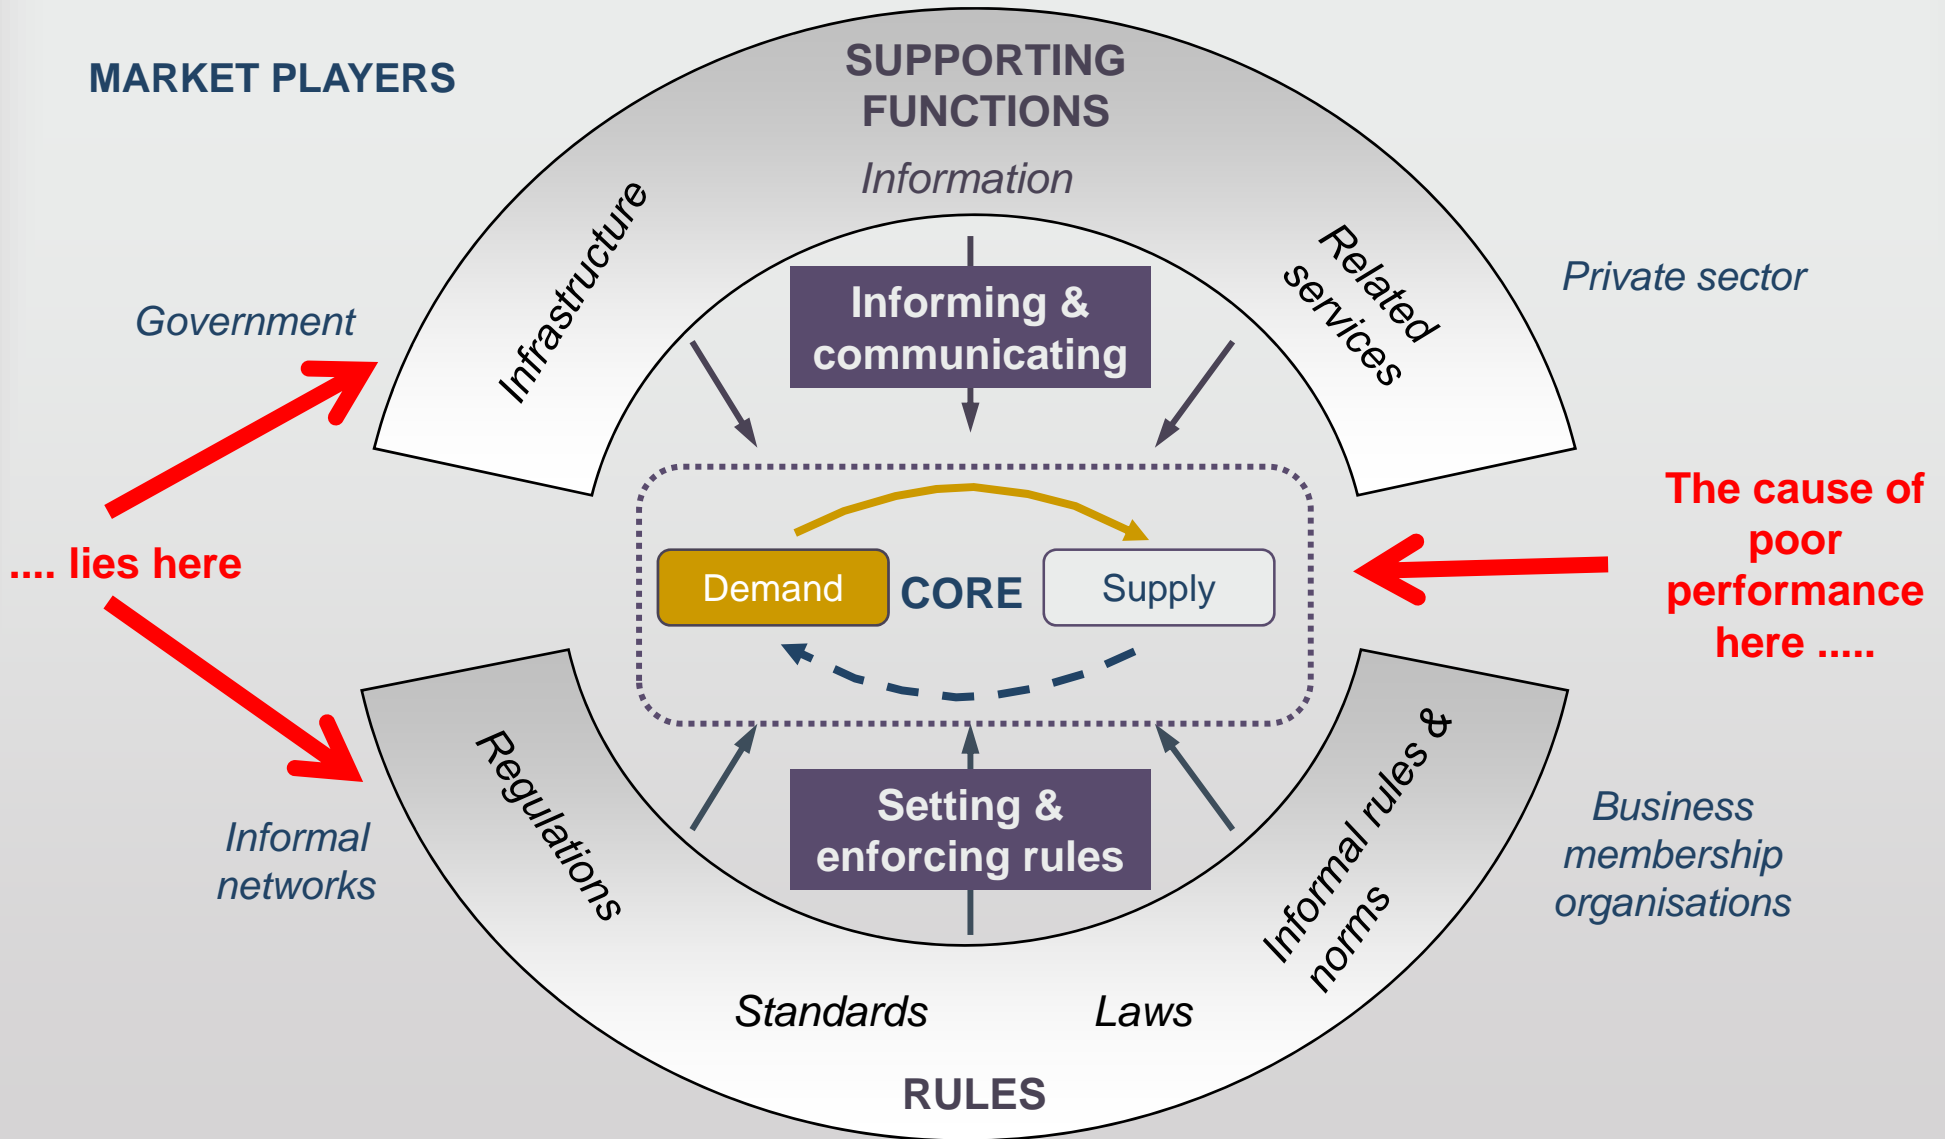 MARKET PLAYERS
SUPPORTING
FUNCTIONS
Information
Infrastructure
Related
services
Government
Private sector
Informing &
communicating
.... lies here
Demand
CORE
Supply
The cause of
poor
performance
here .....
Regulations
Setting &
enforcing rules
Informal rules &
norms
Informal
networks
Business
membership
organisations
Standards
Laws
RULES